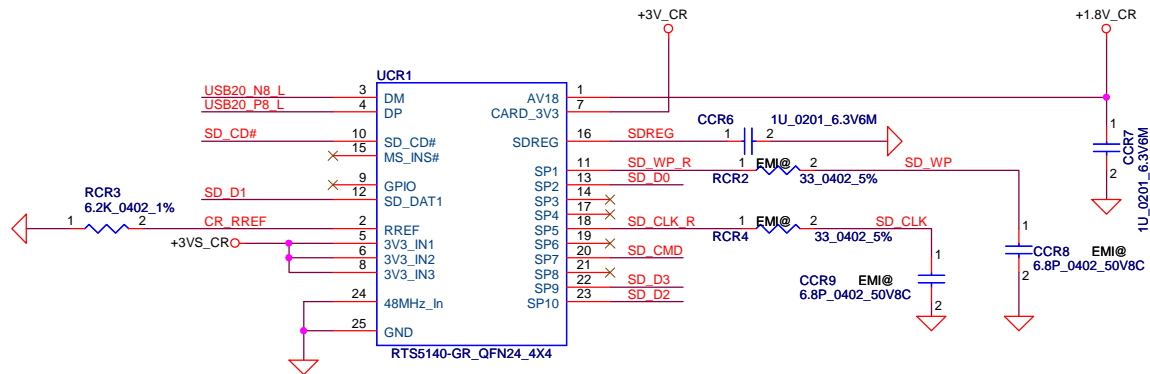 +3V_CR
+1.8V_CR
UCR1
USB20_N8_L 3 DM AV18 1
USB20_P8_L 4 DP CARD_3V3 7
CCR6 1U_0201_6.3V6M
SD_CD# 10 SD_CD# SDREG 16 SDREG 1 2
15 MS_INS#
1 CCR7 1U_0201_6.3V6M 2
SP1 11 SD_WP_R 1 EMI@ 2 SD_WP
9 GPIO SP2 13 SD_D0 RCR2 33_0402_5%
SD_D1 12 SD_DAT1 SP3 14
RCR3
6.2K_0402_1%
SP4 17
1 2 CR_RREF 2 RREF SP5 18 SD_CLK_R 1 EMI@ 2 SD_CLK
+3VS_CR 5 3V3_IN1 SP6 19 RCR4 33_0402_5%
6 3V3_IN2 SP7 20 SD_CMD
8 3V3_IN3 SP8 21
1 CCR8 EMI@
6.8P_0402_50V8C
2
SP9 22 SD_D3
24 48MHz_In SP10 23 SD_D2
1 CCR9 EMI@
6.8P_0402_50V8C
2
25 GND
RTS5140-GR_QFN24_4X4